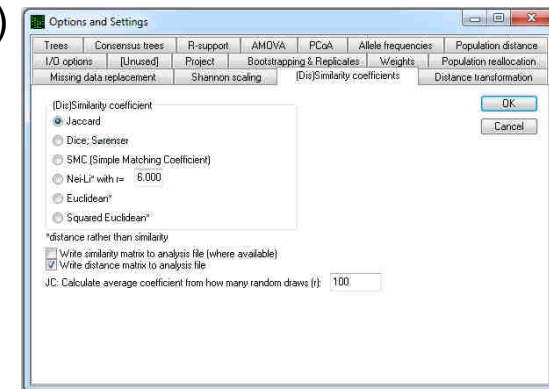 )
Options and Settings
Trees Consensus trees R-support AMOVA PCoA Allele frequencies Population distance
I/O options [Unused] Project Bootstrapping & Replicates Weights Population reallocation
Missing data replacement Shannon scaling (Dis)Similarity coefficients Distance transformation
(Dis)Similarity coefficient
Jaccard
Dice; Sørenser
SMC (Simple Matching Coefficient)
Nei-Li* with r= 6.000
Euclidean*
Squared Euclidean*
*distance rather than similarity
Write similarity matrix to analysis file (where available)
Write distance matrix to analysis file
JC: Calculate average coefficient from how many random draws (r): 100
OK
Cancel